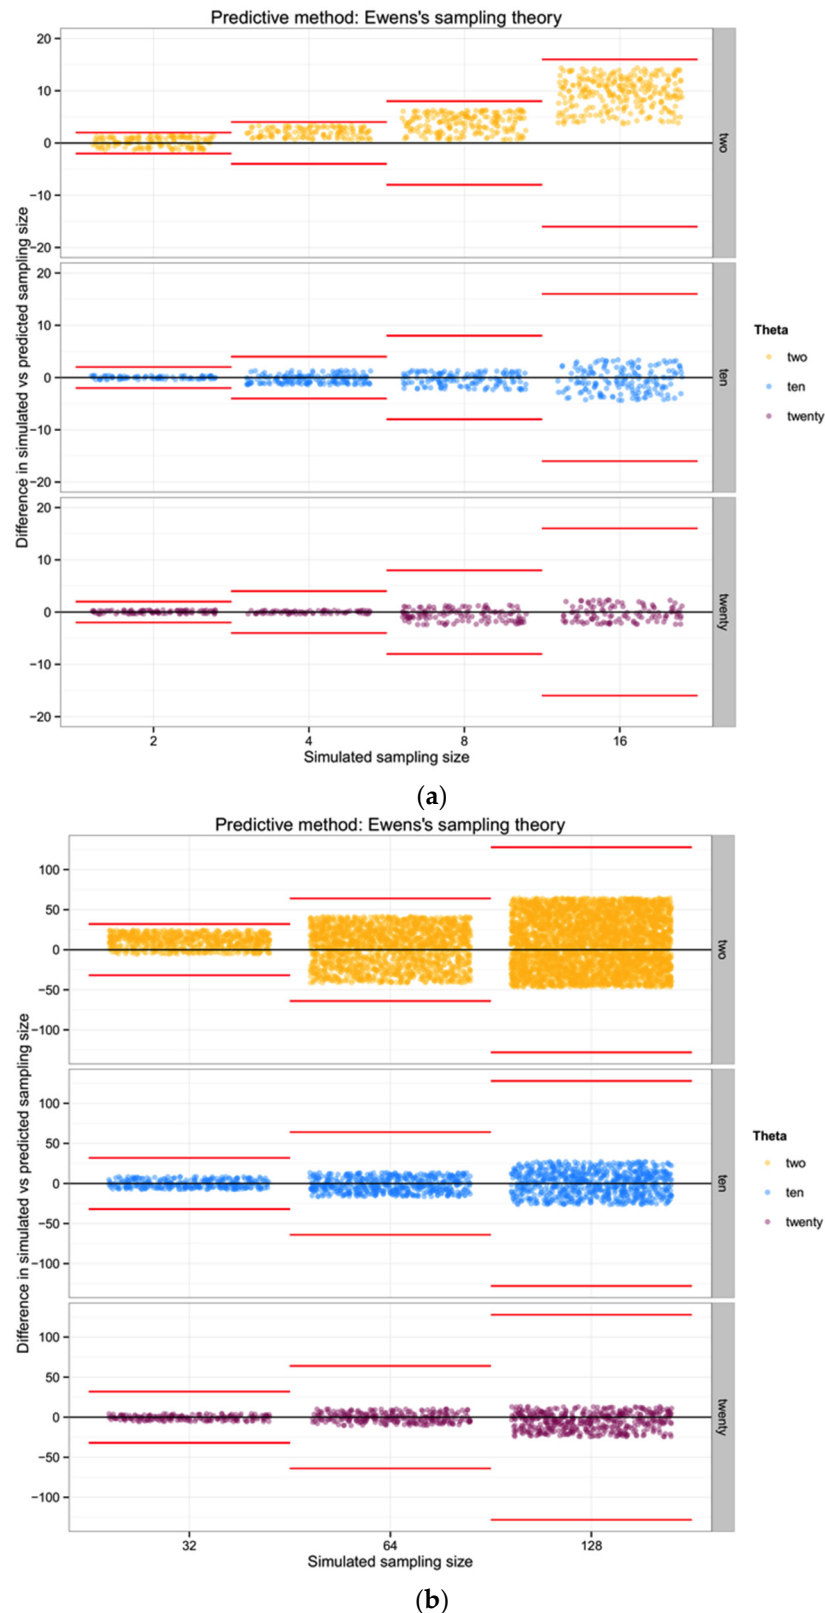 Predictive method: Ewens's sampling theory
Difference in simulated vs predicted sampling size
20
10
0
−10
−20
two
20
10
0
−10
−20
ten
20
10
0
−10
−20
twenty
2 4 8 16
Simulated sampling size
Theta
two
ten
twenty
(a)
Predictive method: Ewens's sampling theory
Difference in simulated vs predicted sampling size
100
50
0
−50
−100
two
100
50
0
−50
−100
ten
100
50
0
−50
−100
twenty
32 64 128
Simulated sampling size
Theta
two
ten
twenty
(b)